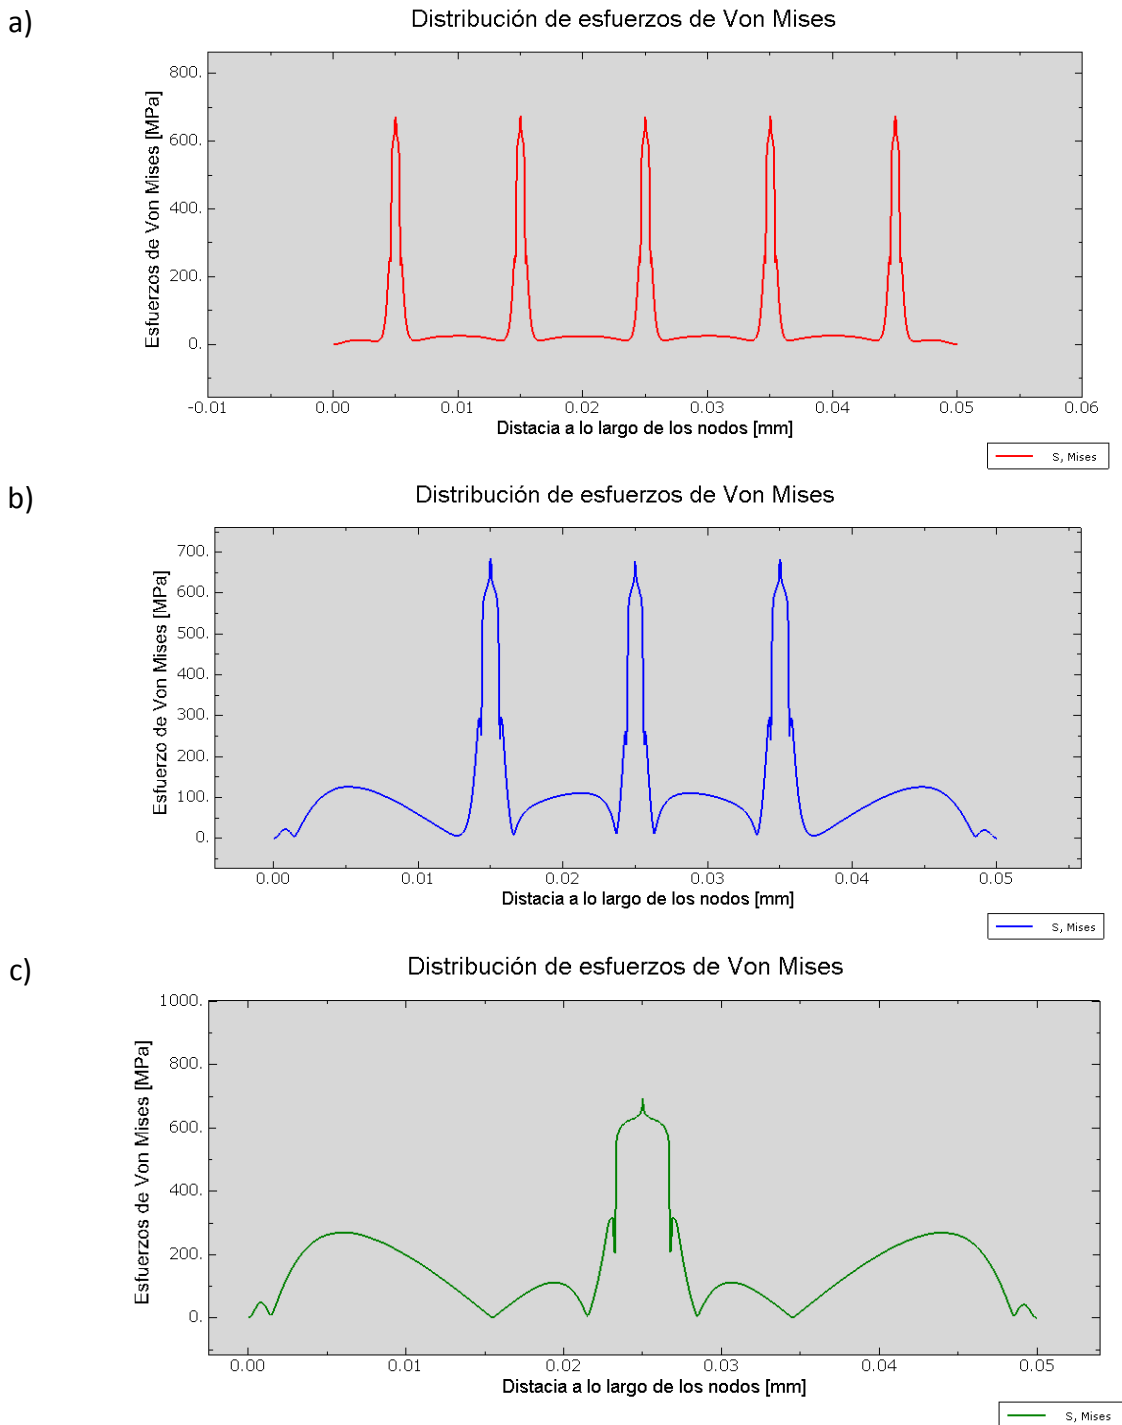 a)
Distribución de esfuerzos de Von Mises
Esfuerzos de Von Mises [MPa]
800.
600.
400.
200.
0.
-0.01 0.00 0.01 0.02 0.03 0.04 0.05 0.06
Distacia a lo largo de los nodos [mm]
S, Mises
b)
Distribución de esfuerzos de Von Mises
Esfuerzo de Von Mises [MPa]
700.
600.
500.
400.
300.
200.
100.
0.
0.00 0.01 0.02 0.03 0.04 0.05
Distacia a lo largo de los nodos [mm]
S, Mises
c)
Distribución de esfuerzos de Von Mises
Esfuerzos de Von Mises [MPa]
1000.
800.
600.
400.
200.
0.
0.00 0.01 0.02 0.03 0.04 0.05
Distacia a lo largo de los nodos [mm]
S, Mises